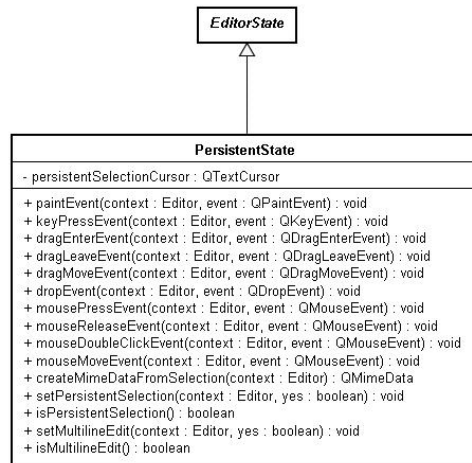 EditorState
PersistentState
- persistentSelectionCursor : QTextCursor
+ paintEvent(context : Editor, event : QPaintEvent) : void
+ keyPressEvent(context : Editor, event : QKeyEvent) : void
+ dragEnterEvent(context : Editor, event : QDragEnterEvent) : void
+ dragLeaveEvent(context : Editor, event : QDragLeaveEvent) : void
+ dragMoveEvent(context : Editor, event : QDragMoveEvent) : void
+ dropEvent(context : Editor, event : QDropEvent) : void
+ mousePressEvent(context : Editor, event : QMouseEvent) : void
+ mouseReleaseEvent(context : Editor, event : QMouseEvent) : void
+ mouseDoubleClickEvent(context : Editor, event : QMouseEvent) : void
+ mouseMoveEvent(context : Editor, event : QMouseEvent) : void
+ createMimeDataFromSelection(context : Editor) : QMimeData
+ setPersistentSelection(context : Editor, yes : boolean) : void
+ isPersistentSelection() : boolean
+ setMultilineEdit(context : Editor, yes : boolean) : void
+ isMultilineEdit() : boolean